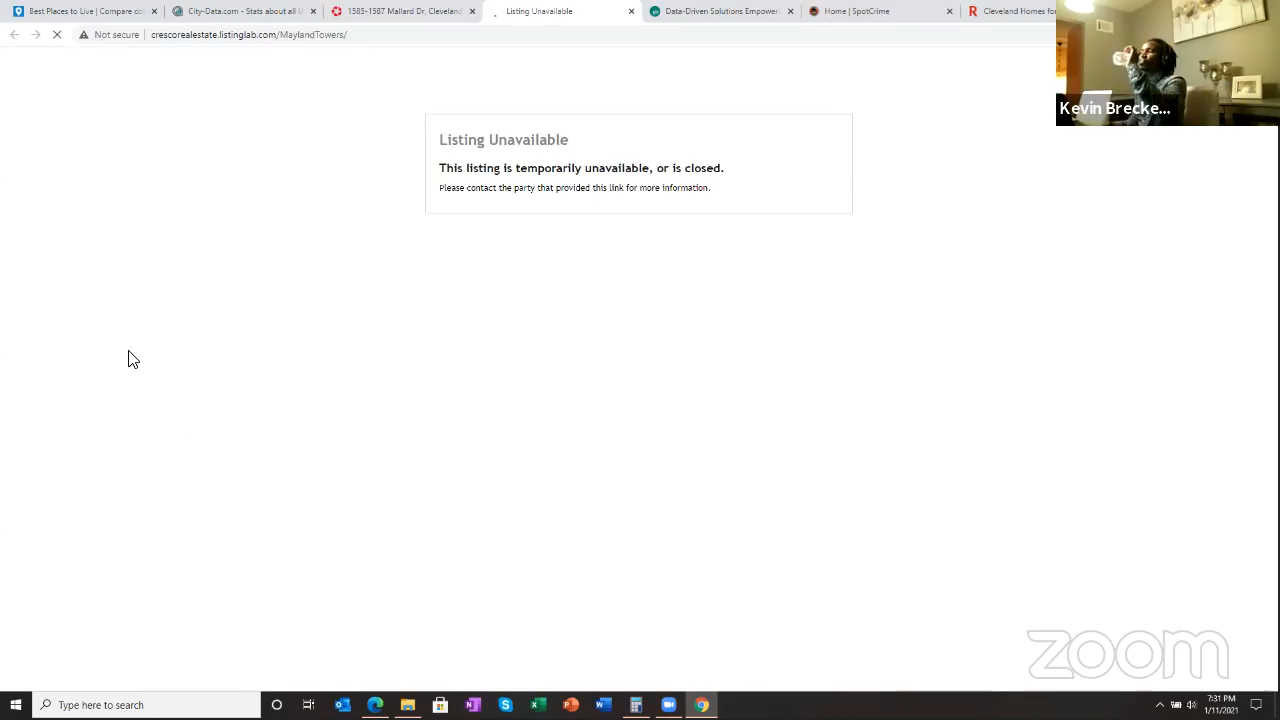 Best Places to Live | Compare co
City-Data.com - Stats about all U
1585-1587 Mallard Dr, Cleveland
Listing Unavailable
Data-Driven Solutions Empower
Home | SpotCrime
Cleveland Homes for
Not secure
crescorealestate.listinglab.com/MaylandTowers/
Kevin Brecke...
Listing Unavailable
This listing is temporarily unavailable, or is closed.
Please contact the party that provided this link for more information.
zoom
Type here to search
7:31 PM
1/11/2021